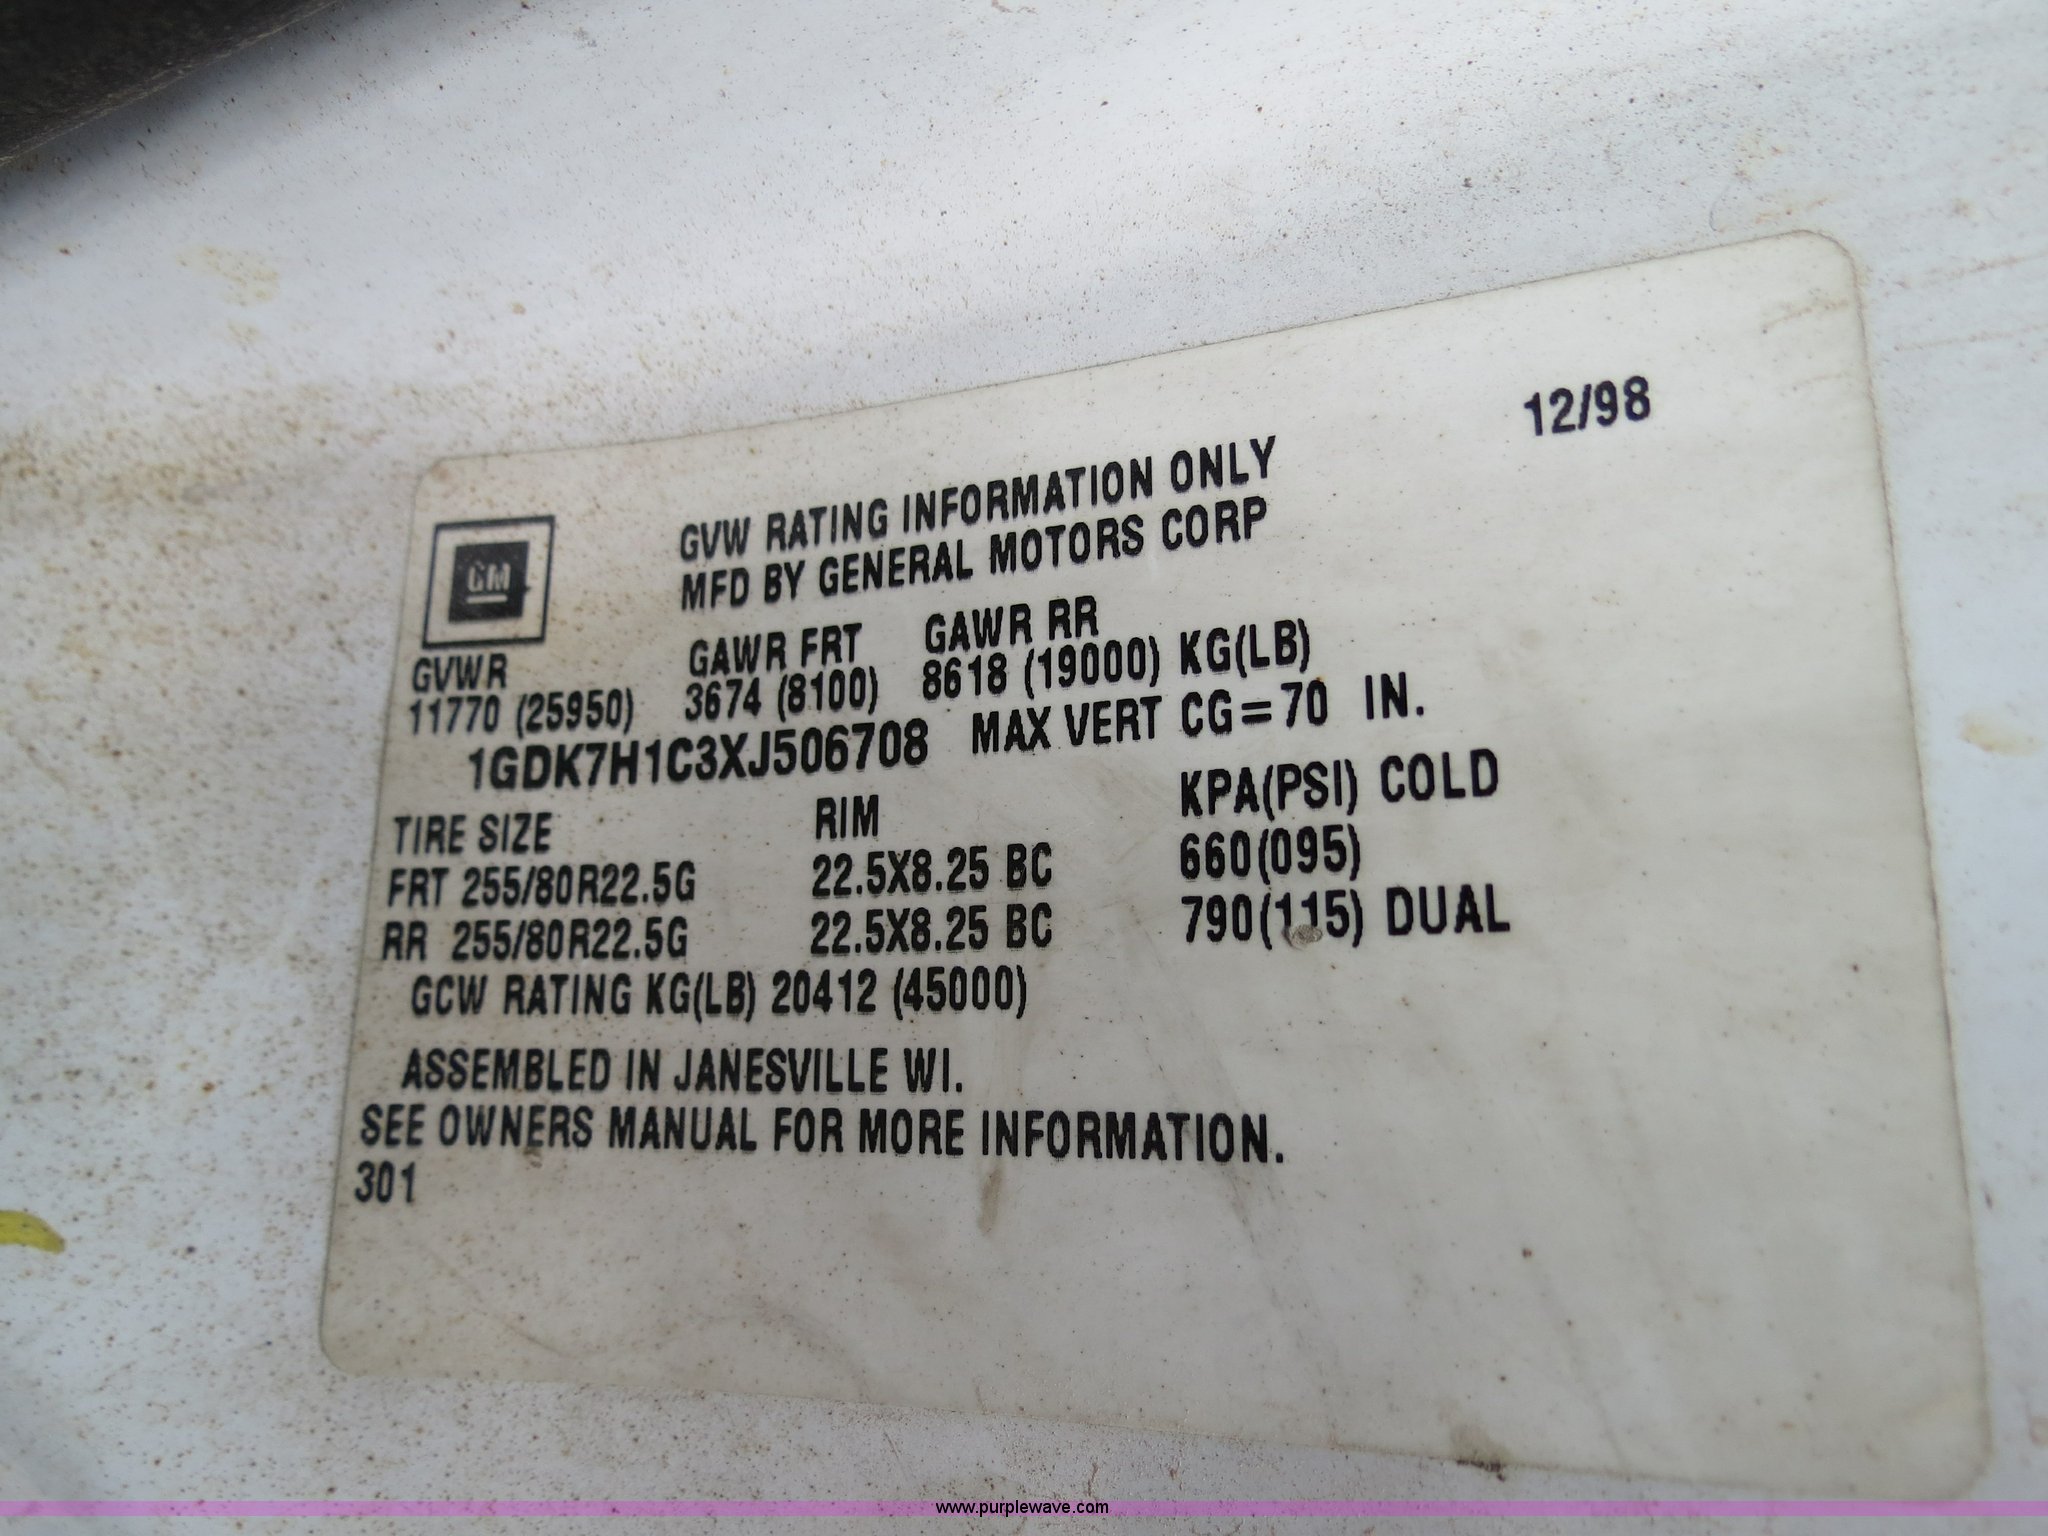 12/98
GM
GVW RATING INFORMATION ONLY
MFD BY GENERAL MOTORS CORP
GVWR GAWR FRT GAWR RR
11770 (25950) 3674 (8100) 8618 (19000) KG(LB)
1GDK7H1C3XJ506708 MAX VERT CG=70 IN.
TIRE SIZE RIM KPA(PSI) COLD
FRT 255/80R22.5G 22.5X8.25 BC 660(095)
RR 255/80R22.5G 22.5X8.25 BC 790(115) DUAL
GCW RATING KG(LB) 20412 (45000)
ASSEMBLED IN JANESVILLE WI.
SEE OWNERS MANUAL FOR MORE INFORMATION.
301
www.purplewave.com